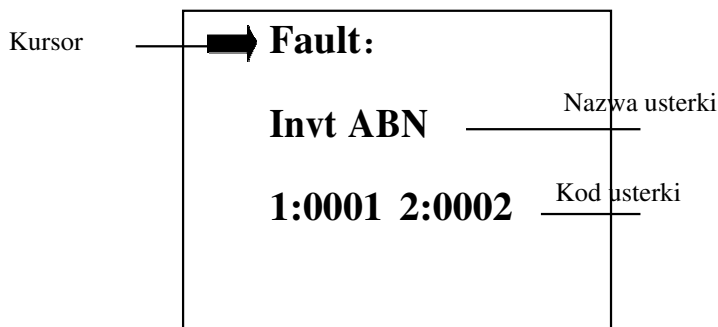 Kursor
Fault：
Invt ABN
Nazwa usterki
1:0001 2:0002
Kod usterki